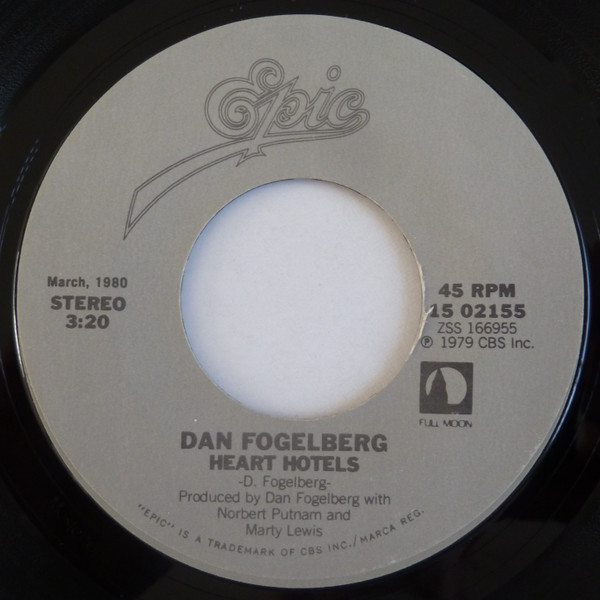 Epic
March, 1980
STEREO
3:20
45 RPM
15 02155
ZSS 166955
℗ 1979 CBS Inc.
FULL MOON
DAN FOGELBERG
HEART HOTELS
-D. Fogelberg-
Produced by Dan Fogelberg with
Norbert Putnam and
Marty Lewis
"EPIC" IS A TRADEMARK OF CBS INC./MARCA REG.